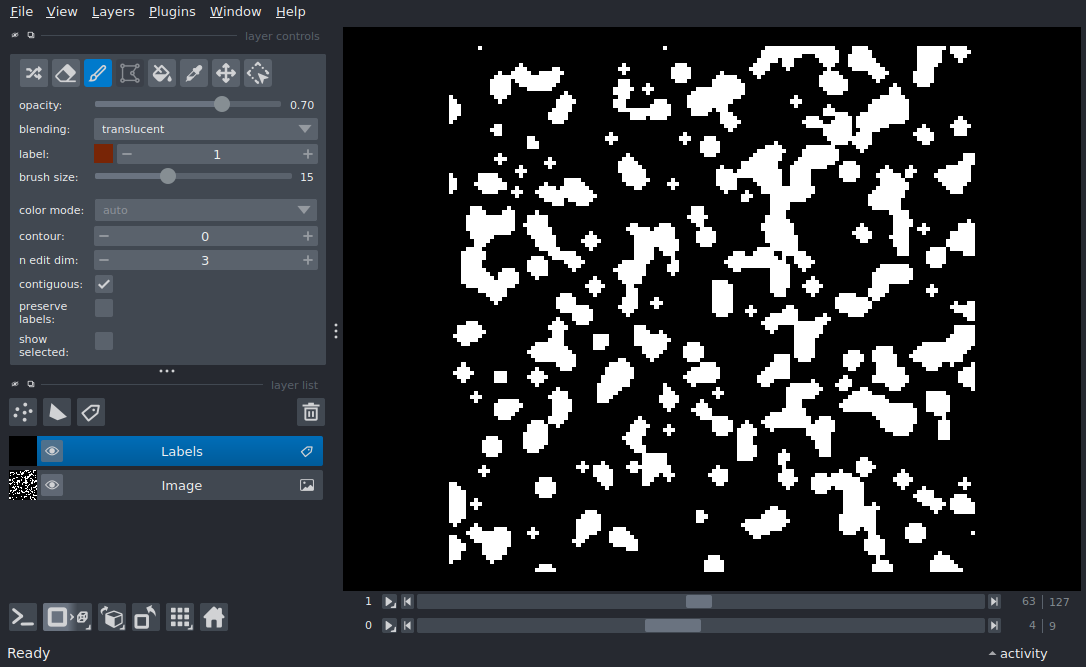 File View Layers Plugins Window Help
layer controls
opacity: 0.70
blending: translucent
label: 1
brush size: 15
color mode: auto
contour: 0
n edit dim: 3
contiguous:
preserve
labels:
show
selected:
layer list
Labels
Image
1 63 | 127
0 4 | 9
Ready activity